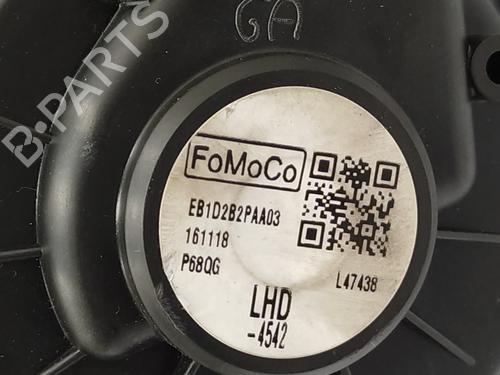 GA
B-PARTS
FoMoCo
EB1D2B2PAA03
161118
P68QG
L47438
LHD
-4542